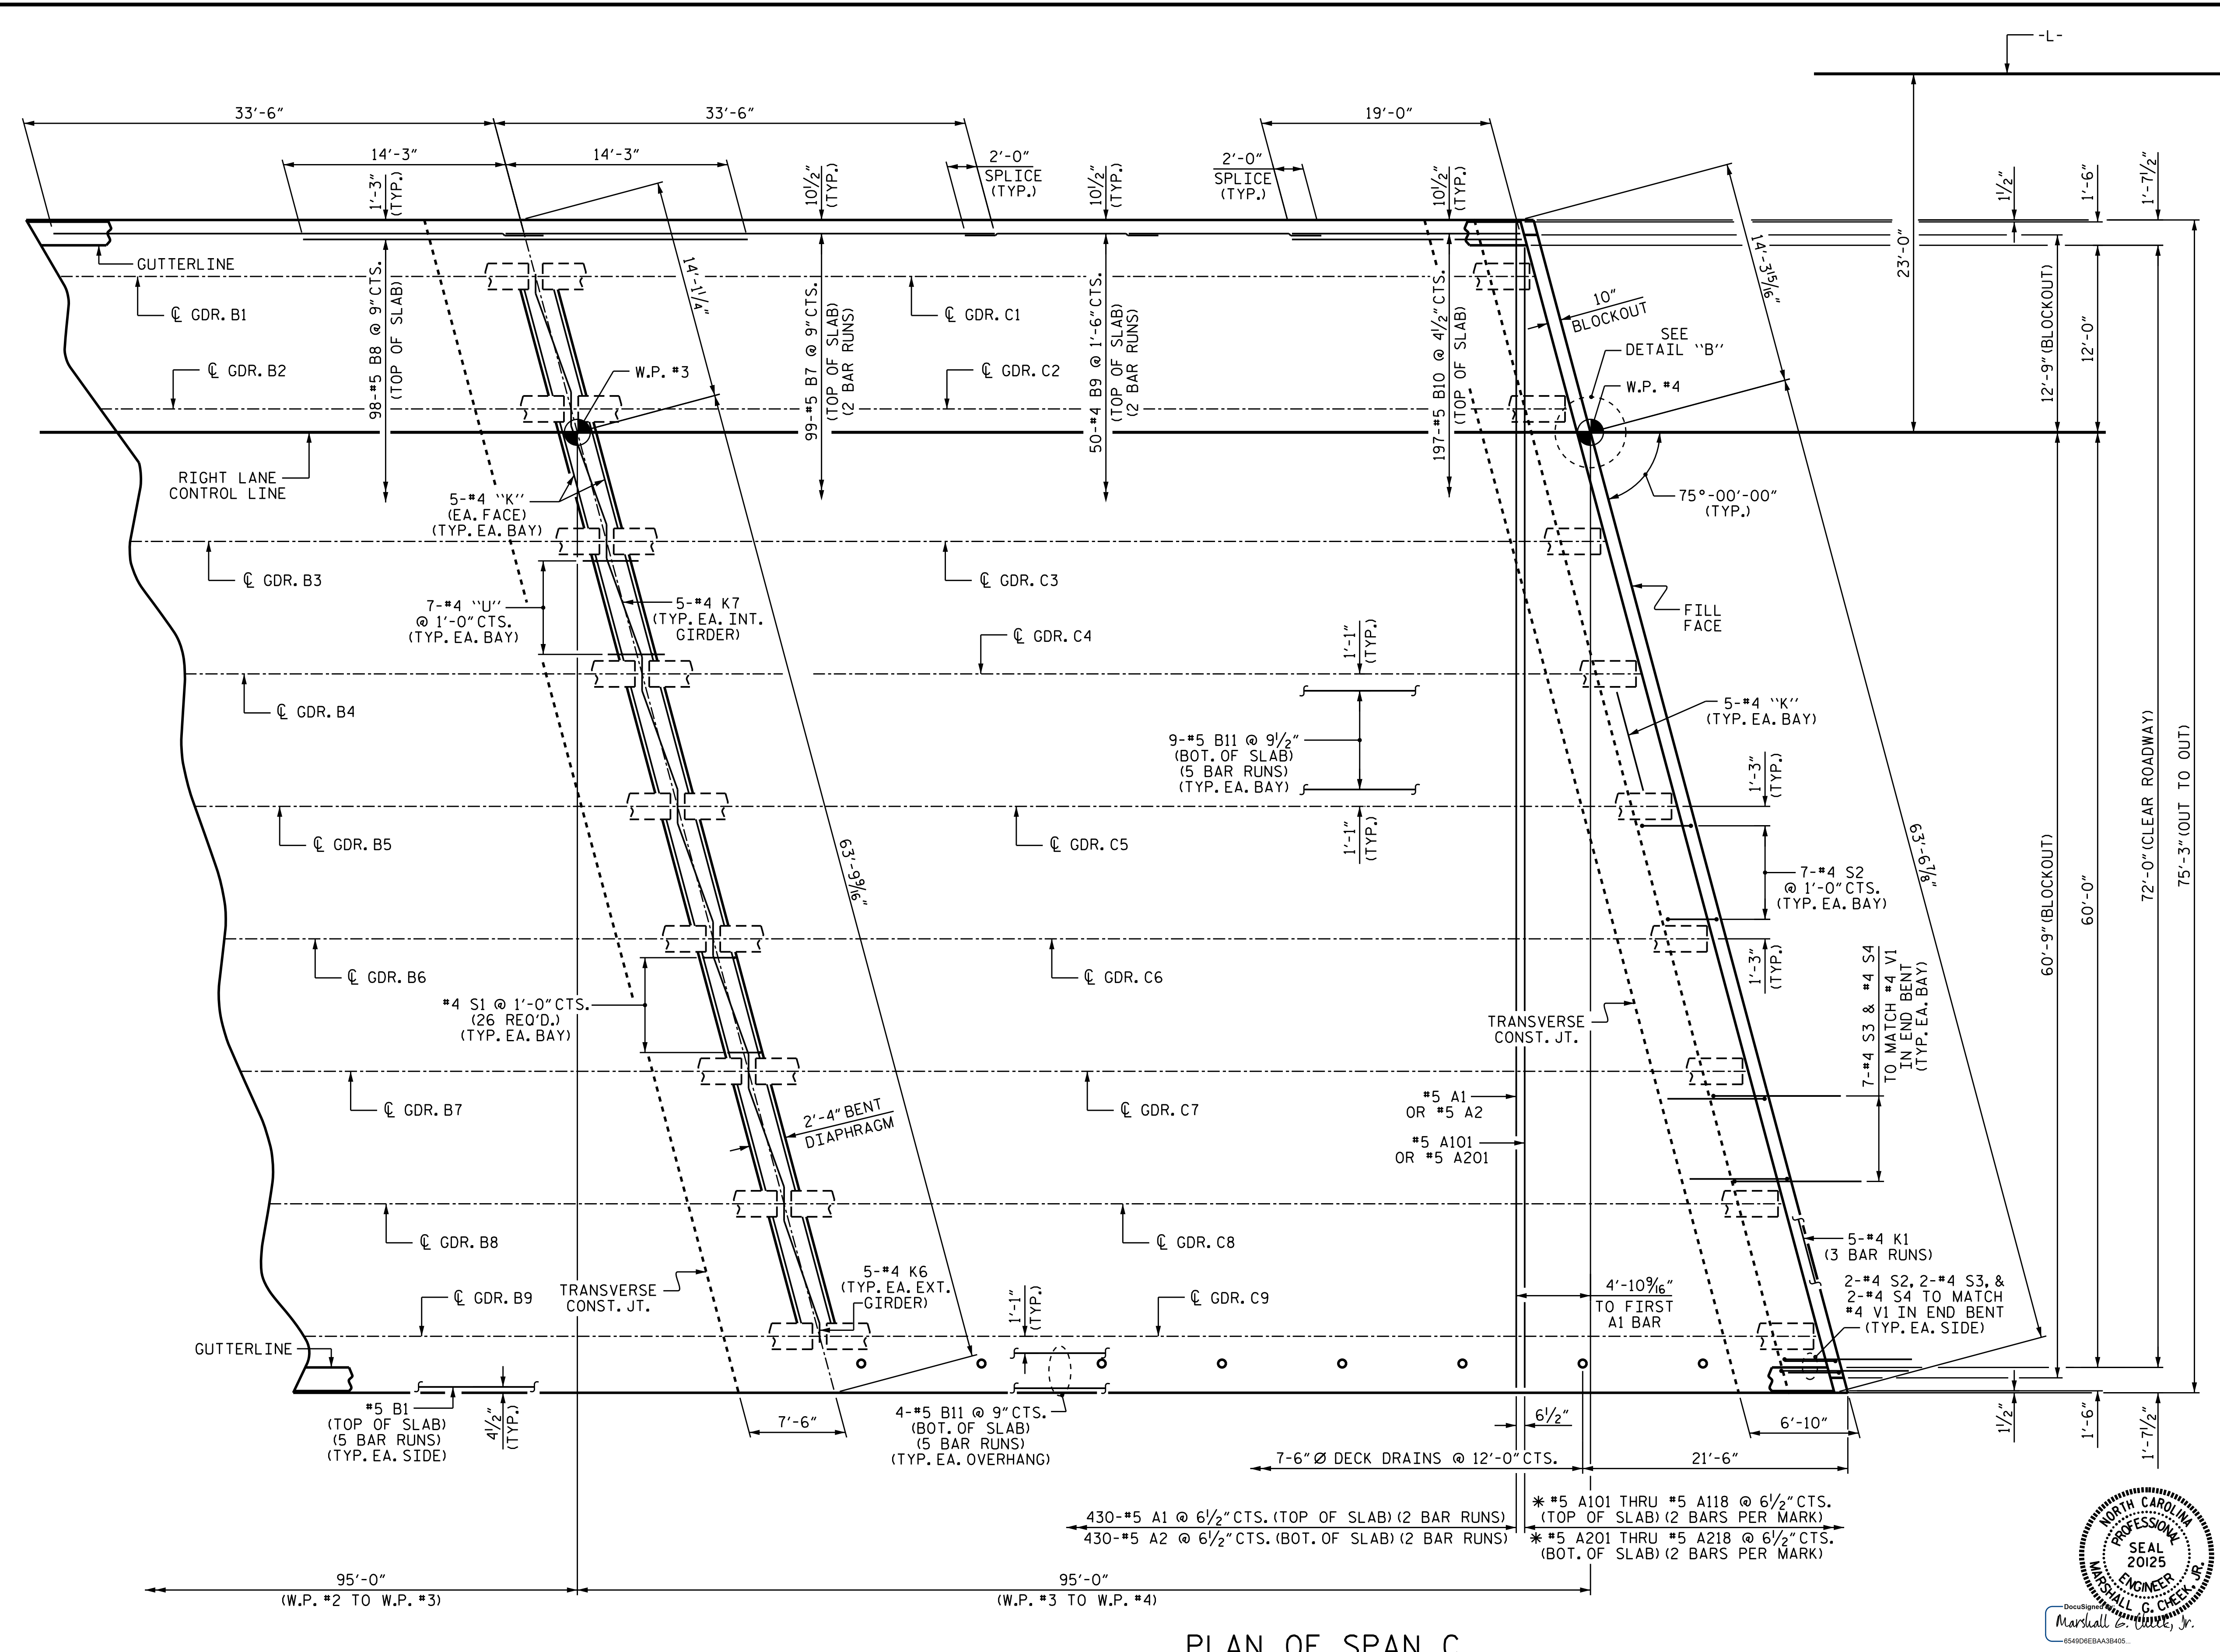 -L-
33'-6"
33'-6"
19'-0"
14'-3"
14'-3"
2'-0"
SPLICE
(TYP.)
2'-0"
SPLICE
(TYP.)
1'-3"
(TYP.)
10½"
(TYP.)
10½"
(TYP.)
10½"
(TYP.)
1½"
1'-6"
1'-7½"
23'-0"
GUTTERLINE
14'-1¼"
14'-3 15/16"
10"
BLOCKOUT
SEE
DETAIL "B"
℄ GDR. B1
℄ GDR. C1
℄ GDR. B2
℄ GDR. C2
W.P. #3
W.P. #4
98-#5 B8 @ 9" CTS.
(TOP OF SLAB)
99-#5 B7 @ 9" CTS.
(TOP OF SLAB)
(2 BAR RUNS)
50-#4 B9 @ 1'-6" CTS.
(TOP OF SLAB)
(2 BAR RUNS)
197-#5 B10 @ 4½" CTS.
(TOP OF SLAB)
12'-9" (BLOCKOUT)
12'-0"
RIGHT LANE
CONTROL LINE
5-#4 "K"
(EA. FACE)
(TYP. EA. BAY)
75°-00'-00"
(TYP.)
℄ GDR. B3
℄ GDR. C3
7-#4 "U"
@ 1'-0" CTS.
(TYP. EA. BAY)
5-#4 K7
(TYP. EA. INT.
GIRDER)
FILL
FACE
℄ GDR. C4
1'-1"
(TYP.)
℄ GDR. B4
5-#4 "K"
(TYP. EA. BAY)
9-#5 B11 @ 9½"
(BOT. OF SLAB)
(5 BAR RUNS)
(TYP. EA. BAY)
1'-3"
(TYP.)
72'-0" (CLEAR ROADWAY)
75'-3" (OUT TO OUT)
℄ GDR. B5
℄ GDR. C5
1'-1"
(TYP.)
63'-9 9/16"
63'-6⅞"
7-#4 S2
@ 1'-0" CTS.
(TYP. EA. BAY)
60'-9" (BLOCKOUT)
60'-0"
℄ GDR. B6
℄ GDR. C6
1'-3"
(TYP.)
#4 S1 @ 1'-0" CTS.
(26 REQ'D.)
(TYP. EA. BAY)
TRANSVERSE
CONST. JT.
7-#4 S3 & #4 S4
TO MATCH #4 V1
IN END BENT
(TYP. EA. BAY)
℄ GDR. B7
℄ GDR. C7
2'-4" BENT
DIAPHRAGM
#5 A1
OR #5 A2
#5 A101
OR #5 A201
℄ GDR. B8
℄ GDR. C8
5-#4 K1
(3 BAR RUNS)
TRANSVERSE
CONST. JT.
5-#4 K6
(TYP. EA. EXT.
GIRDER)
2-#4 S2, 2-#4 S3, &
2-#4 S4 TO MATCH
#4 V1 IN END BENT
(TYP. EA. SIDE)
℄ GDR. B9
℄ GDR. C9
1'-1"
(TYP.)
4'-10 9/16"
TO FIRST
A1 BAR
GUTTERLINE
#5 B1
(TOP OF SLAB)
(5 BAR RUNS)
(TYP. EA. SIDE)
4½"
(TYP.)
7'-6"
4-#5 B11 @ 9" CTS.
(BOT. OF SLAB)
(5 BAR RUNS)
(TYP. EA. OVERHANG)
6½"
6'-10"
1½"
1'-6"
1'-7½"
7-6" Ø DECK DRAINS @ 12'-0" CTS.
21'-6"
430-#5 A1 @ 6½" CTS. (TOP OF SLAB) (2 BAR RUNS)
430-#5 A2 @ 6½" CTS. (BOT. OF SLAB) (2 BAR RUNS)
* #5 A101 THRU #5 A118 @ 6½" CTS.
(TOP OF SLAB) (2 BARS PER MARK)
* #5 A201 THRU #5 A218 @ 6½" CTS.
(BOT. OF SLAB) (2 BARS PER MARK)
95'-0"
(W.P. #2 TO W.P. #3)
95'-0"
(W.P. #3 TO W.P. #4)
NORTH CAROLINA
PROFESSIONAL
SEAL
20125
ENGINEER
MARSHALL G. CHEEK, JR.
DocuSigned
Marshall G. Cheek, Jr.
6549D6EBAA3B405...
PLAN OF SPAN C